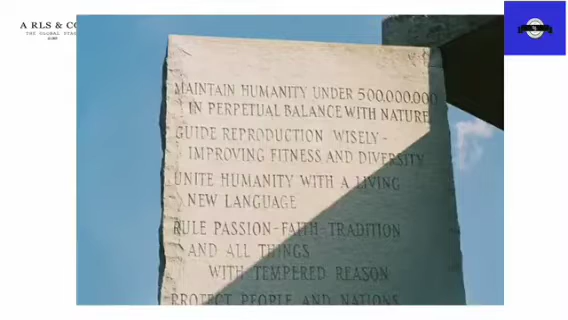 A RLS & CO
MAINTAIN HUMANITY UNDER 500,000,000
IN PERPETUAL BALANCE WITH NATURE
GUIDE REPRODUCTION WISELY-
IMPROVING FITNESS AND DIVERSITY
UNITE HUMANITY WITH A LIVING
NEW LANGUAGE
RULE PASSION-FAITH-TRADITION
AND ALL THINGS
WITH TEMPERED REASON
PROTECT PEOPLE AND NATIONS